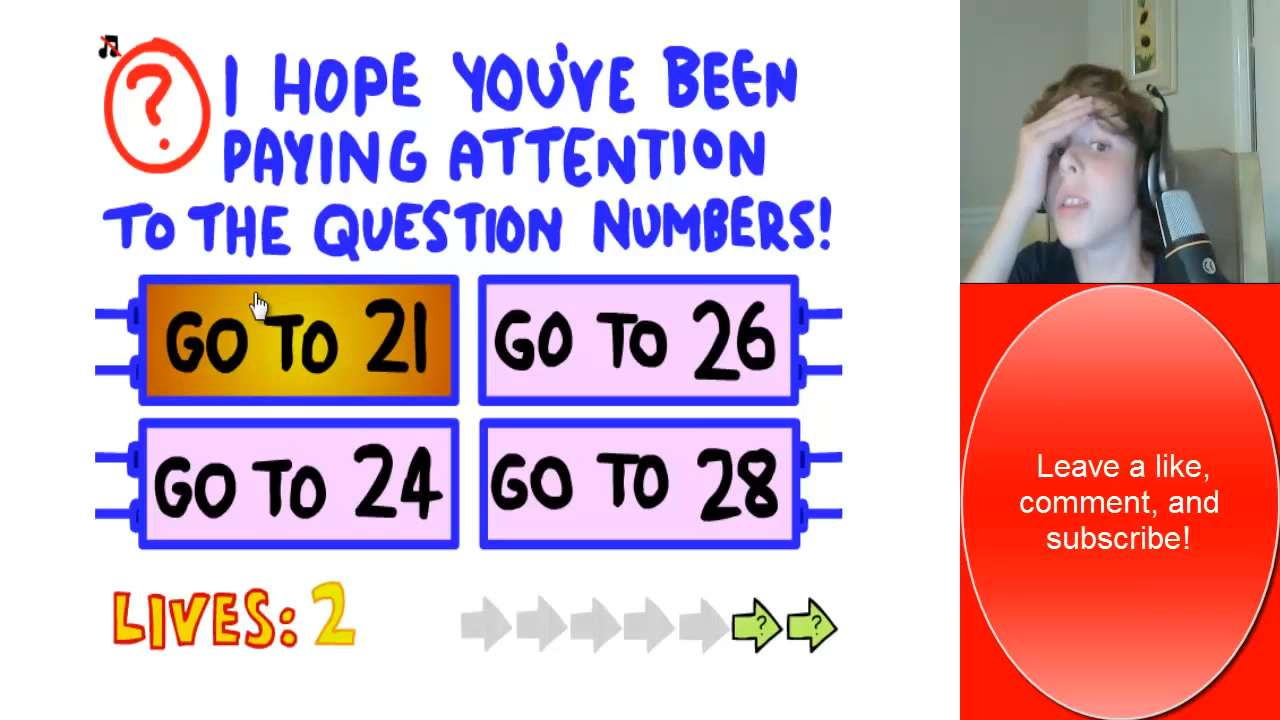 ? I HOPE YOU'VE BEEN
PAYING ATTENTION
TO THE QUESTION NUMBERS!
GO TO 21
GO TO 26
GO TO 24
GO TO 28
LIVES: 2
? ?
Leave a like,
comment, and
subscribe!